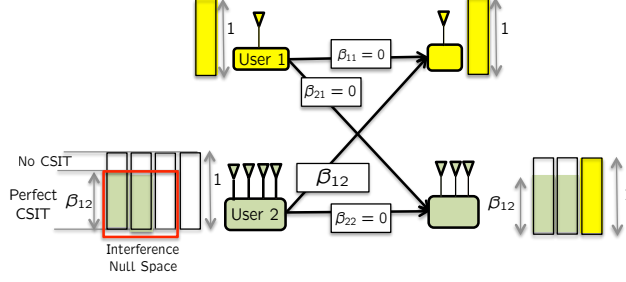 1
1
User 1
β₁₁ = 0
β₂₁ = 0
No CSIT
Perfect
CSIT
β₁₂
1
β₁₂
β₁₂
User 2
β₂₂ = 0
Interference
Null Space